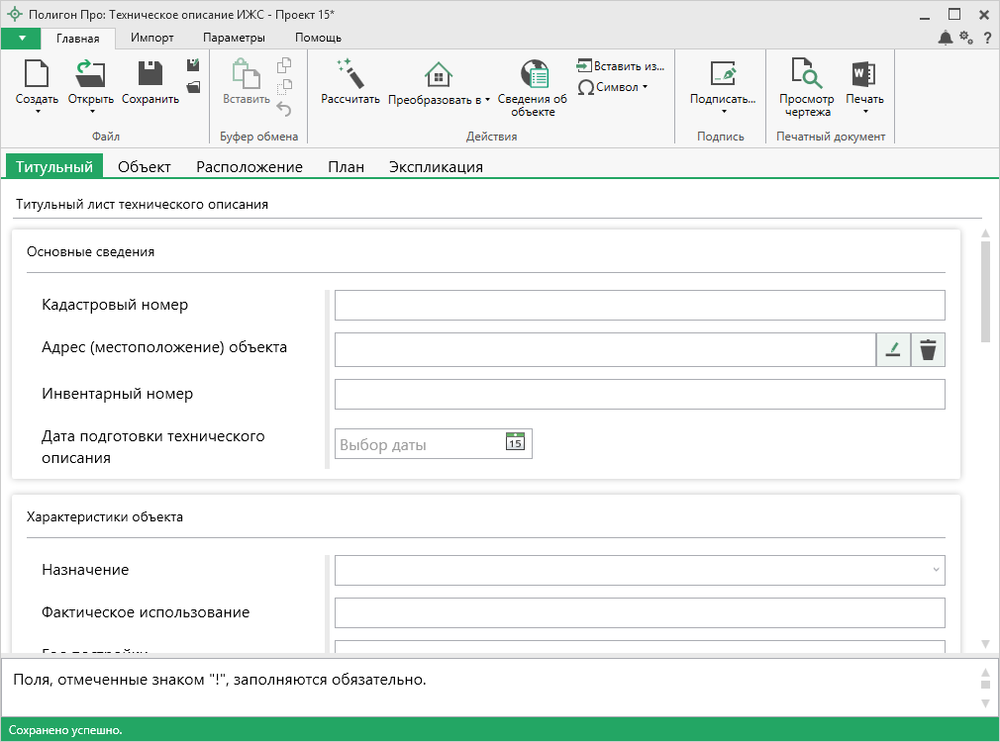 Полигон Про: Техническое описание ИЖС - Проект 15*
Главная Импорт Параметры Помощь
?
Создать Открыть Сохранить
Файл
Вставить
Буфер обмена
Рассчитать Преобразовать в Сведения об объекте
Вставить из...
Символ
Действия
Подписать...
Подпись
Просмотр чертежа Печать
Печатный документ
Титульный Объект Расположение План Экспликация
Титульный лист технического описания
Основные сведения
Кадастровый номер
Адрес (местоположение) объекта
Инвентарный номер
Дата подготовки технического
описания
Выбор даты 15
Характеристики объекта
Назначение
Фактическое использование
Год постройки
Поля, отмеченные знаком "!", заполняются обязательно.
Сохранено успешно.